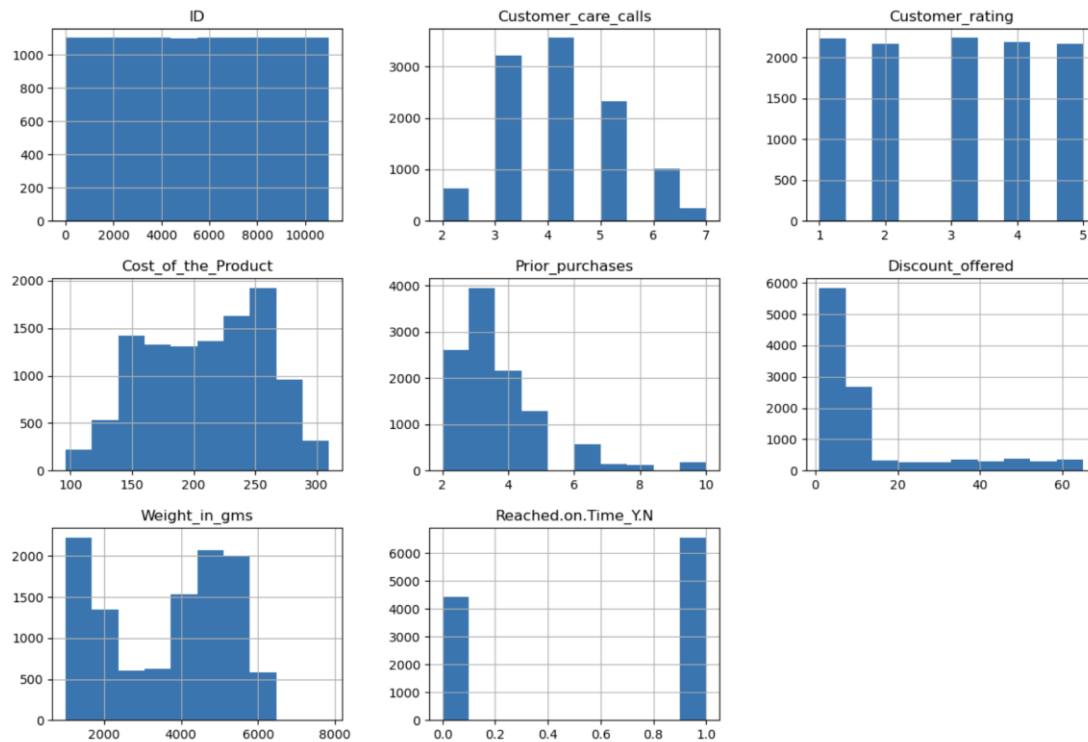 ID
1000
800
600
400
200
0
0 2000 4000 6000 8000 10000
Customer_care_calls
3000
2000
1000
0
2 3 4 5 6 7
Customer_rating
2000
1500
1000
500
0
1 2 3 4 5
Cost_of_the_Product
2000
1500
1000
500
0
100 150 200 250 300
Prior_purchases
4000
3000
2000
1000
0
2 4 6 8 10
Discount_offered
6000
5000
4000
3000
2000
1000
0
0 20 40 60
Weight_in_gms
2000
1500
1000
500
0
2000 4000 6000 8000
Reached.on.Time_Y.N
6000
5000
4000
3000
2000
1000
0
0.0 0.2 0.4 0.6 0.8 1.0